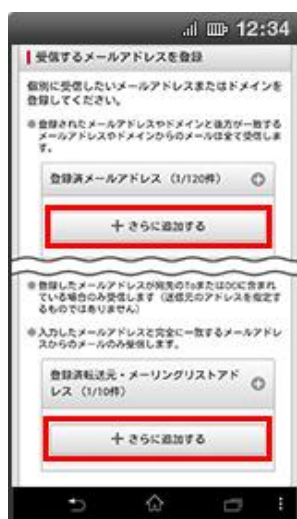 12:34
受信するメールアドレスを登録
個別に受信したいメールアドレスまたはドメインを
登録してください。
※登録されたメールアドレスやドメインと後方が一致する
メールアドレスやドメインからのメールは全て受信しま
す。
登録済メールアドレス（1/120件）
＋さらに追加する
※登録したメールアドレスが宛先のToまたはCCに含まれ
ている場合のみ受信します（送信元のアドレスを指定す
るものではありません）
※入力したメールアドレスと完全に一致するメールアドレ
スからのメールのみ受信します。
登録済転送元・メーリングリストアド
レス（1/10件）
＋さらに追加する